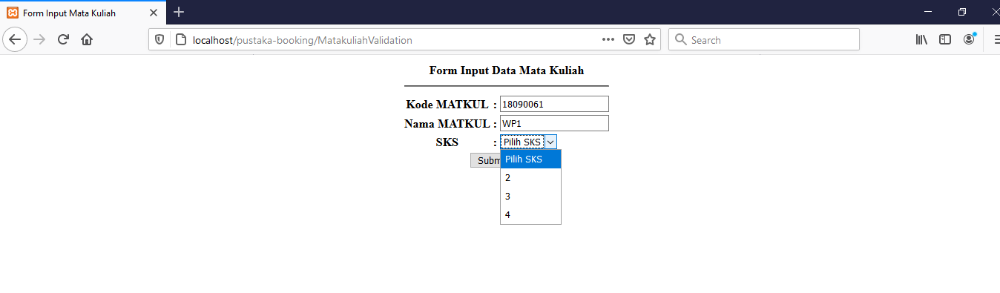 Form Input Mata Kuliah
localhost/pustaka-booking/MatakuliahValidation
Search
Form Input Data Mata Kuliah
Kode MATKUL : 18090061
Nama MATKUL : WP1
SKS : Pilih SKS
Subm
Pilih SKS
2
3
4